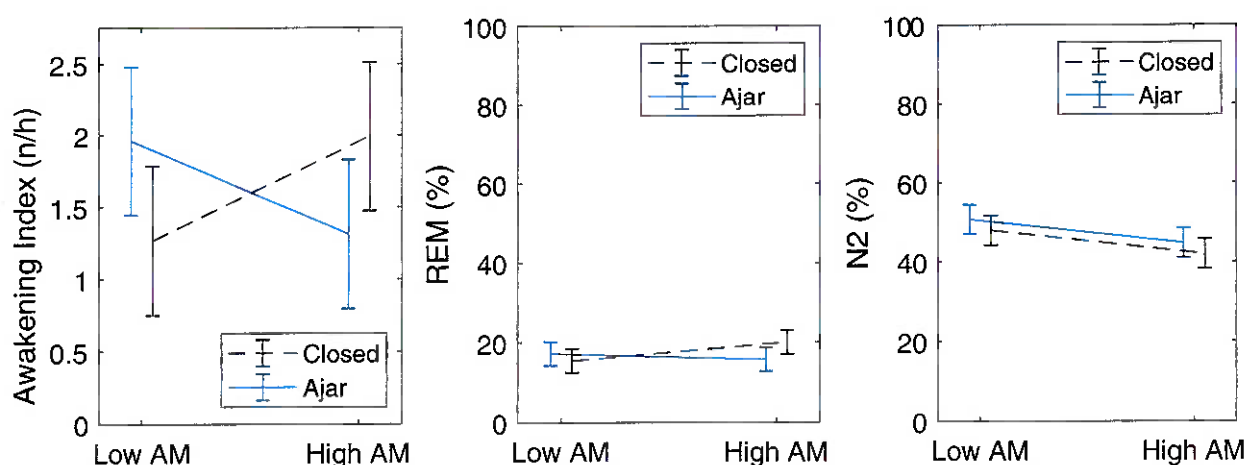 Awakening Index (n/h)
2.5
2
1.5
1
0.5
0
Low AM
High AM
Closed
Ajar
REM (%)
100
80
60
40
20
0
Low AM
High AM
Closed
Ajar
N2 (%)
100
80
60
40
20
0
Low AM
High AM
Closed
Ajar